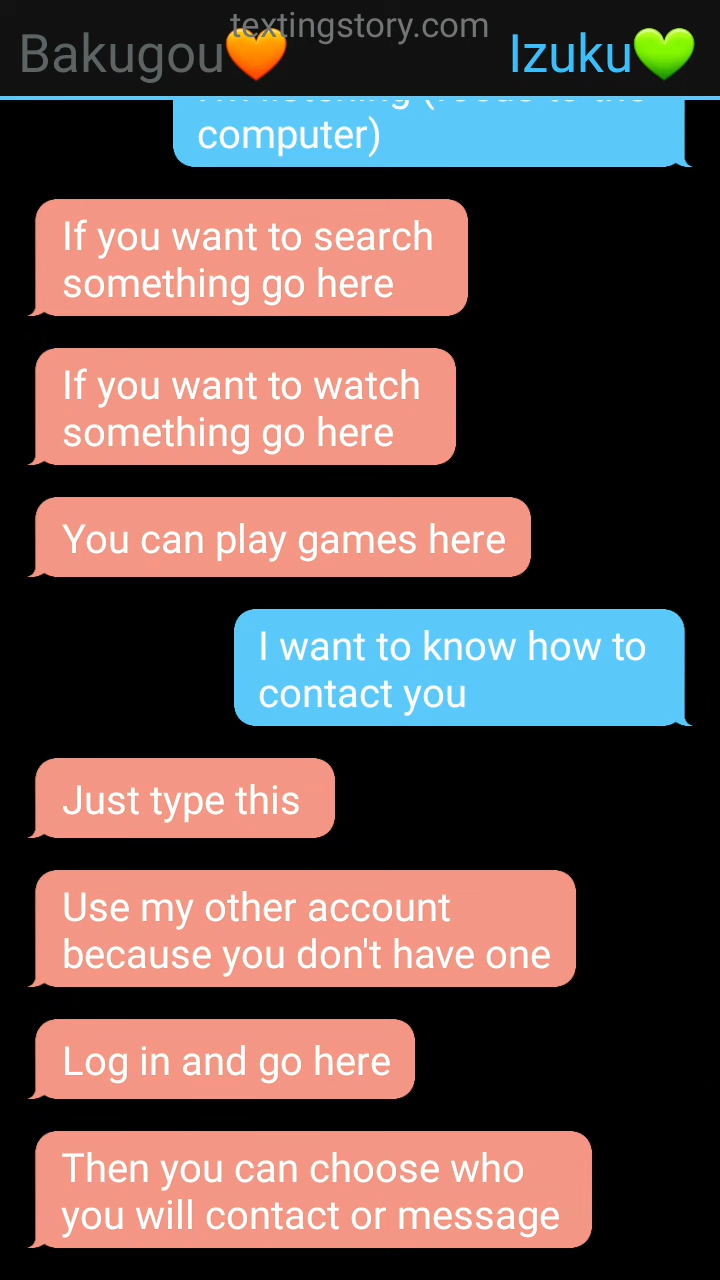 textingstory.com
Bakugou🧡 Izuku💚
computer)
If you want to search
something go here
If you want to watch
something go here
You can play games here
I want to know how to
contact you
Just type this
Use my other account
because you don't have one
Log in and go here
Then you can choose who
you will contact or message